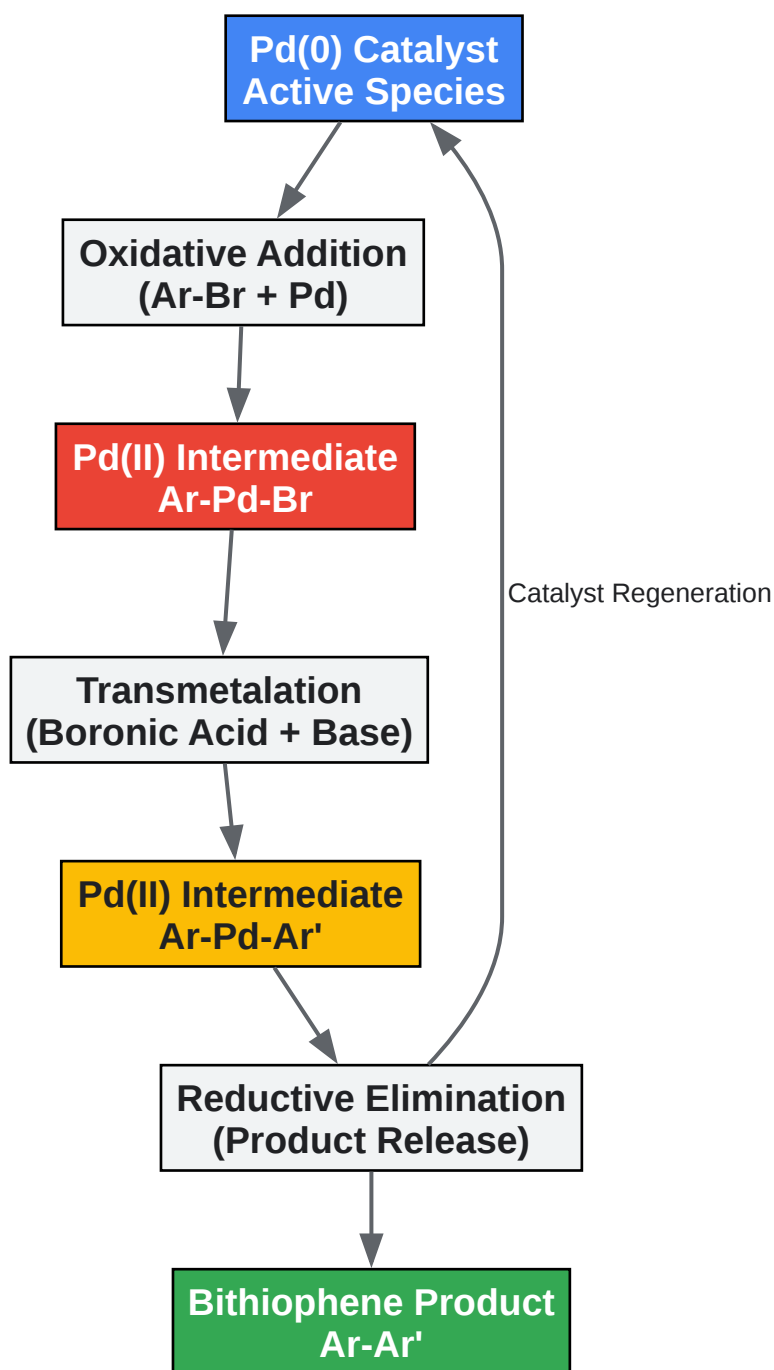 Pd(0) Catalyst
Active Species
Oxidative Addition
(Ar-Br + Pd)
Pd(II) Intermediate
Ar-Pd-Br
Catalyst Regeneration
Transmetalation
(Boronic Acid + Base)
Pd(II) Intermediate
Ar-Pd-Ar'
Reductive Elimination
(Product Release)
Bithiophene Product
Ar-Ar'